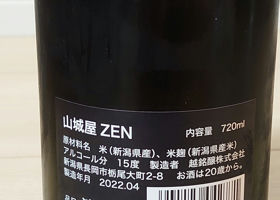 山城屋 ZEN 内容量 720ml
原材料名 米(新潟県産)、米麹(新潟県産米)
アルコール分 15度 製造者 越銘醸株式会社
新潟県長岡市栃尾大町2-8 お酒は20歳から。
製造年月 2022.04